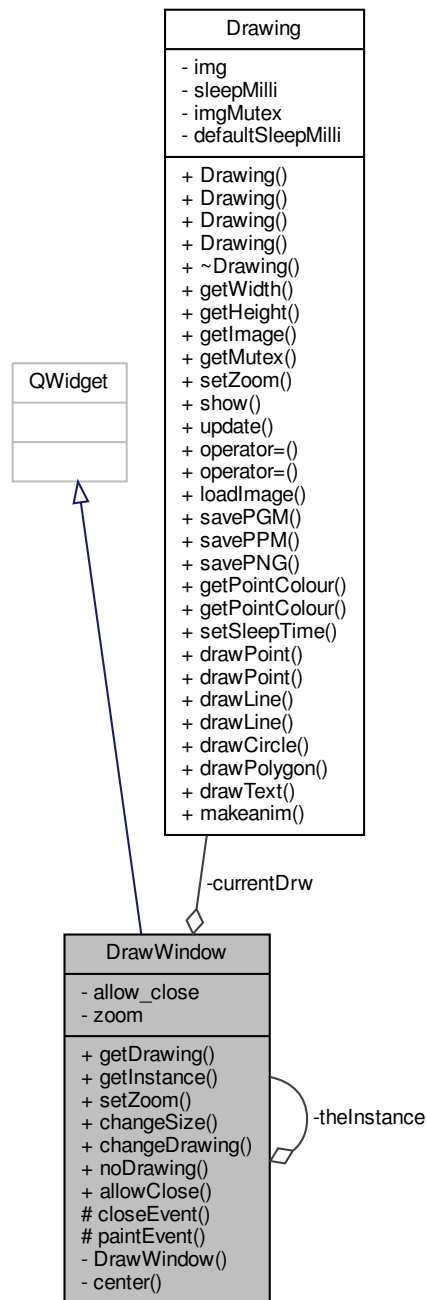 Drawing
- img
- sleepMilli
- imgMutex
- defaultSleepMilli
+ Drawing()
+ Drawing()
+ Drawing()
+ Drawing()
+ ~Drawing()
+ getWidth()
+ getHeight()
+ getImage()
+ getMutex()
+ setZoom()
+ show()
+ update()
+ operator=()
+ operator=()
+ loadImage()
+ savePGM()
+ savePPM()
+ savePNG()
+ getPointColour()
+ getPointColour()
+ setSleepTime()
+ drawPoint()
+ drawPoint()
+ drawLine()
+ drawLine()
+ drawCircle()
+ drawPolygon()
+ drawText()
+ makeanim()
QWidget
-currentDrw
DrawWindow
- allow_close
- zoom
+ getDrawing()
+ getInstance()
+ setZoom()
+ changeSize()
+ changeDrawing()
+ noDrawing()
+ allowClose()
# closeEvent()
# paintEvent()
- DrawWindow()
- center()
-theInstance